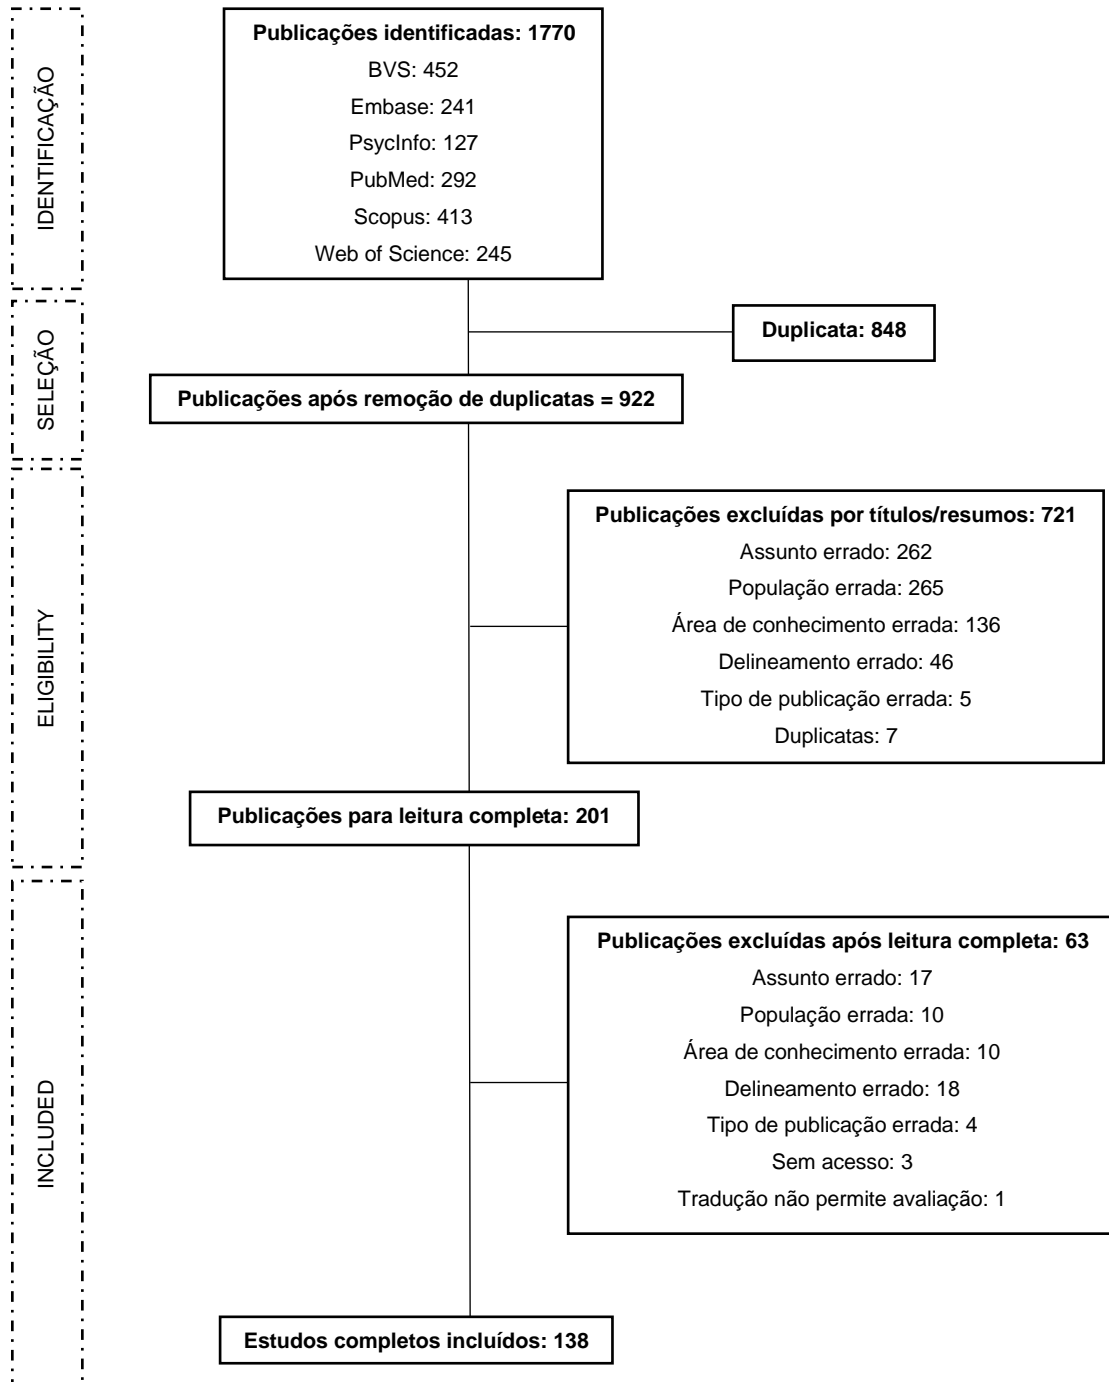 IDENTIFICAÇÃO
Publicações identificadas: 1770
BVS: 452
Embase: 241
PsycInfo: 127
PubMed: 292
Scopus: 413
Web of Science: 245
SELEÇÃO
Duplicata: 848
Publicações após remoção de duplicatas = 922
ELIGIBILITY
Publicações excluídas por títulos/resumos: 721
Assunto errado: 262
População errada: 265
Área de conhecimento errada: 136
Delineamento errado: 46
Tipo de publicação errada: 5
Duplicatas: 7
Publicações para leitura completa: 201
INCLUDED
Publicações excluídas após leitura completa: 63
Assunto errado: 17
População errada: 10
Área de conhecimento errada: 10
Delineamento errado: 18
Tipo de publicação errada: 4
Sem acesso: 3
Tradução não permite avaliação: 1
Estudos completos incluídos: 138